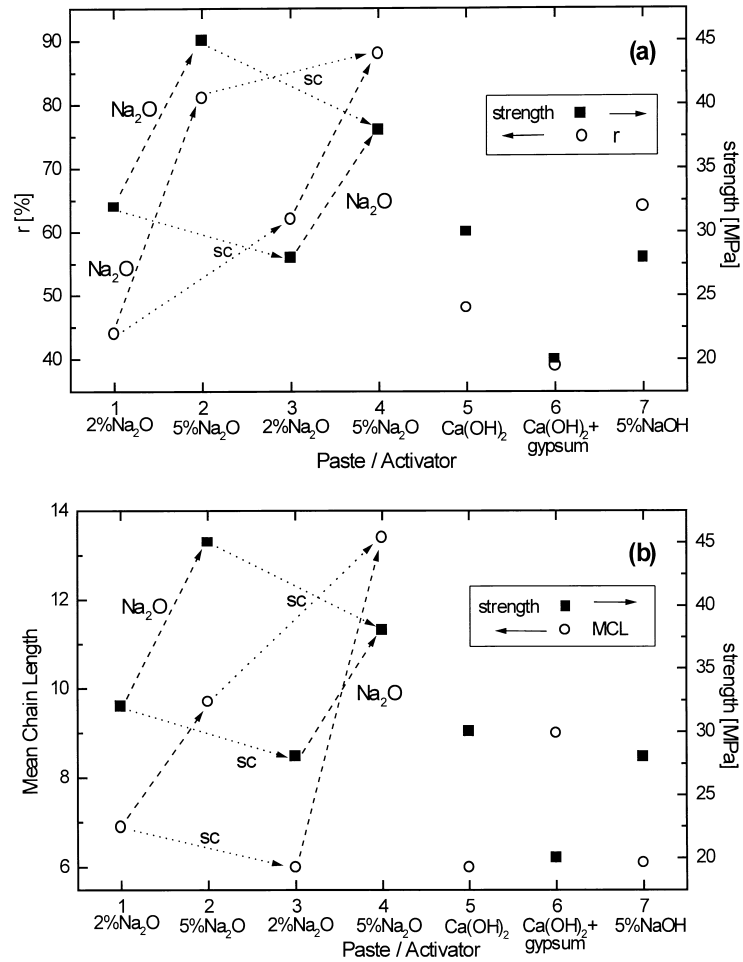 (a)
90
80
70
60
50
40
r [%]
45
40
35
30
25
20
strength [MPa]
strength
r
Na₂O
Na₂O
Na₂O
sc
sc
1 2 3 4 5 6 7
2%Na₂O 5%Na₂O 2%Na₂O 5%Na₂O Ca(OH)₂ Ca(OH)₂+ 5%NaOH
gypsum
Paste / Activator
(b)
14
12
10
8
6
Mean Chain Length
45
40
35
30
25
20
strength [MPa]
strength
MCL
Na₂O
Na₂O
sc
sc
sc
1 2 3 4 5 6 7
2%Na₂O 5%Na₂O 2%Na₂O 5%Na₂O Ca(OH)₂ Ca(OH)₂+ 5%NaOH
gypsum
Paste / Activator